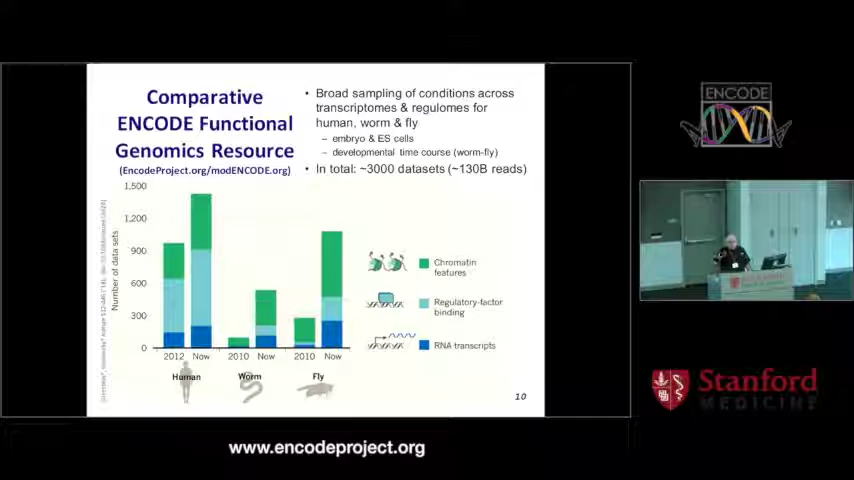 Comparative
ENCODE Functional
Genomics Resource
(EncodeProject.org/modENCODE.org)
• Broad sampling of conditions across
transcriptomes & regulomes for
human, worm & fly
– embryo & ES cells
– developmental time course (worm-fly)
• In total: ~3000 datasets (~130B reads)
Number of data sets
1,500
1,200
900
600
300
0
2012 Now 2010 Now 2010 Now
Human Worm Fly
Chromatin
features
Regulatory-factor
binding
RNA transcripts
10
ENCODE
Stanford
MEDICINE
www.encodeproject.org